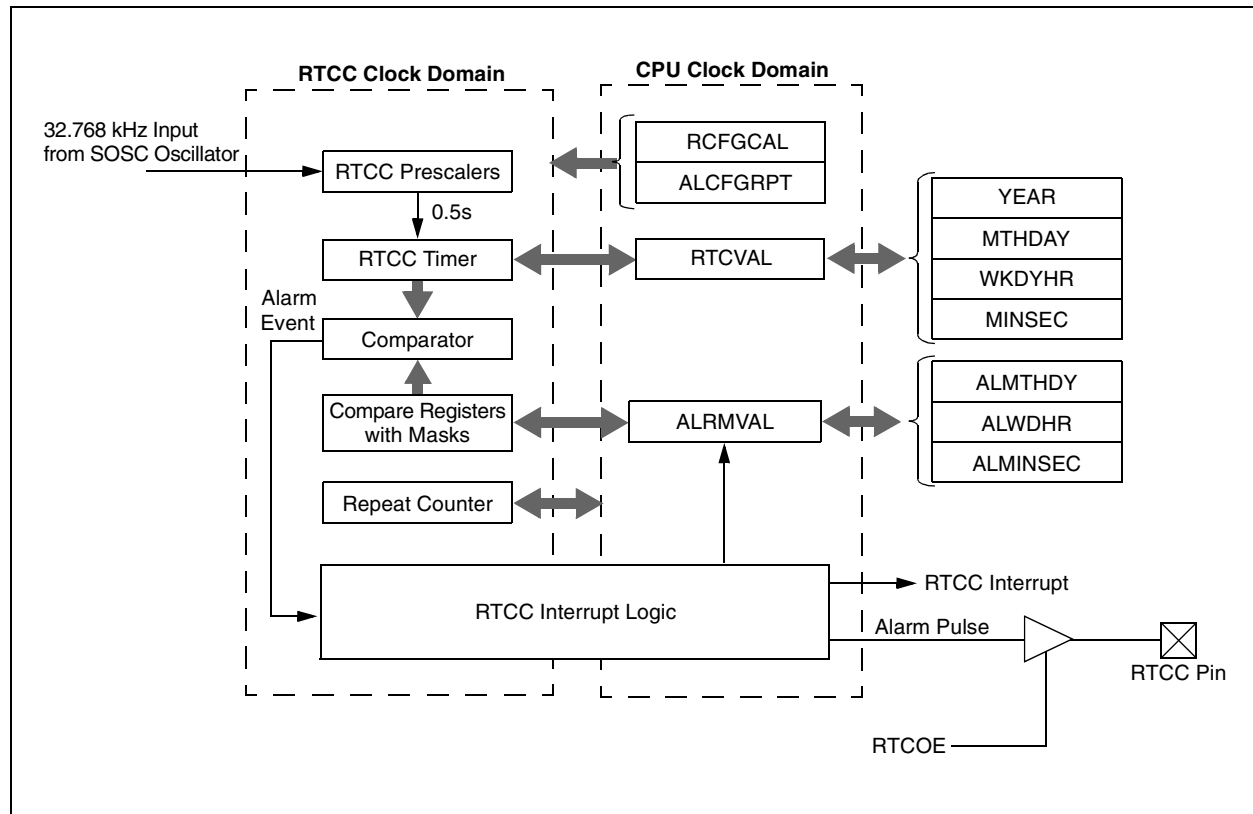 RTCC Clock Domain
CPU Clock Domain
32.768 kHz Input
from SOSC Oscillator
RTCC Prescalers
0.5s
RTCC Timer
Alarm
Event
Comparator
Compare Registers
with Masks
Repeat Counter
RCFGCAL
ALCFGRPT
RTCVAL
YEAR
MTHDAY
WKDYHR
MINSEC
ALRMVAL
ALMTHDY
ALWDHR
ALMINSEC
RTCC Interrupt Logic
RTCC Interrupt
Alarm Pulse
RTCC Pin
RTCOE